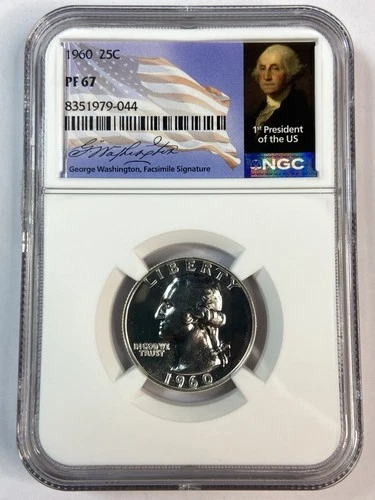 1960 25C
PF 67
8351979-044
G Washington
George Washington, Facsimile Signature
1st President
of the US
NGC
LIBERTY
IN GOD WE
TRUST
1960